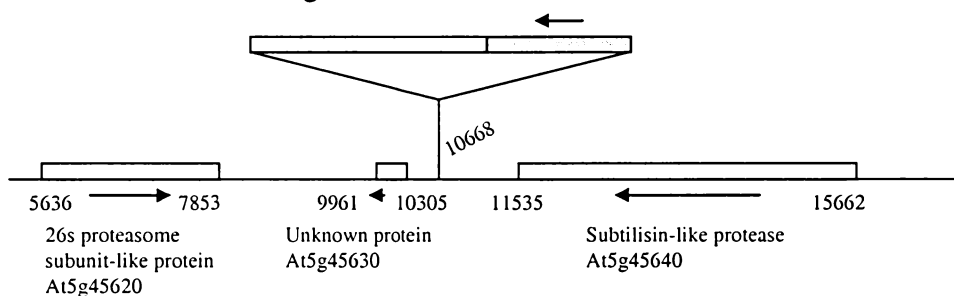 10668
5636 7853 9961 10305 11535 15662
26s proteasome
subunit-like protein
At5g45620
Unknown protein
At5g45630
Subtilisin-like protease
At5g45640